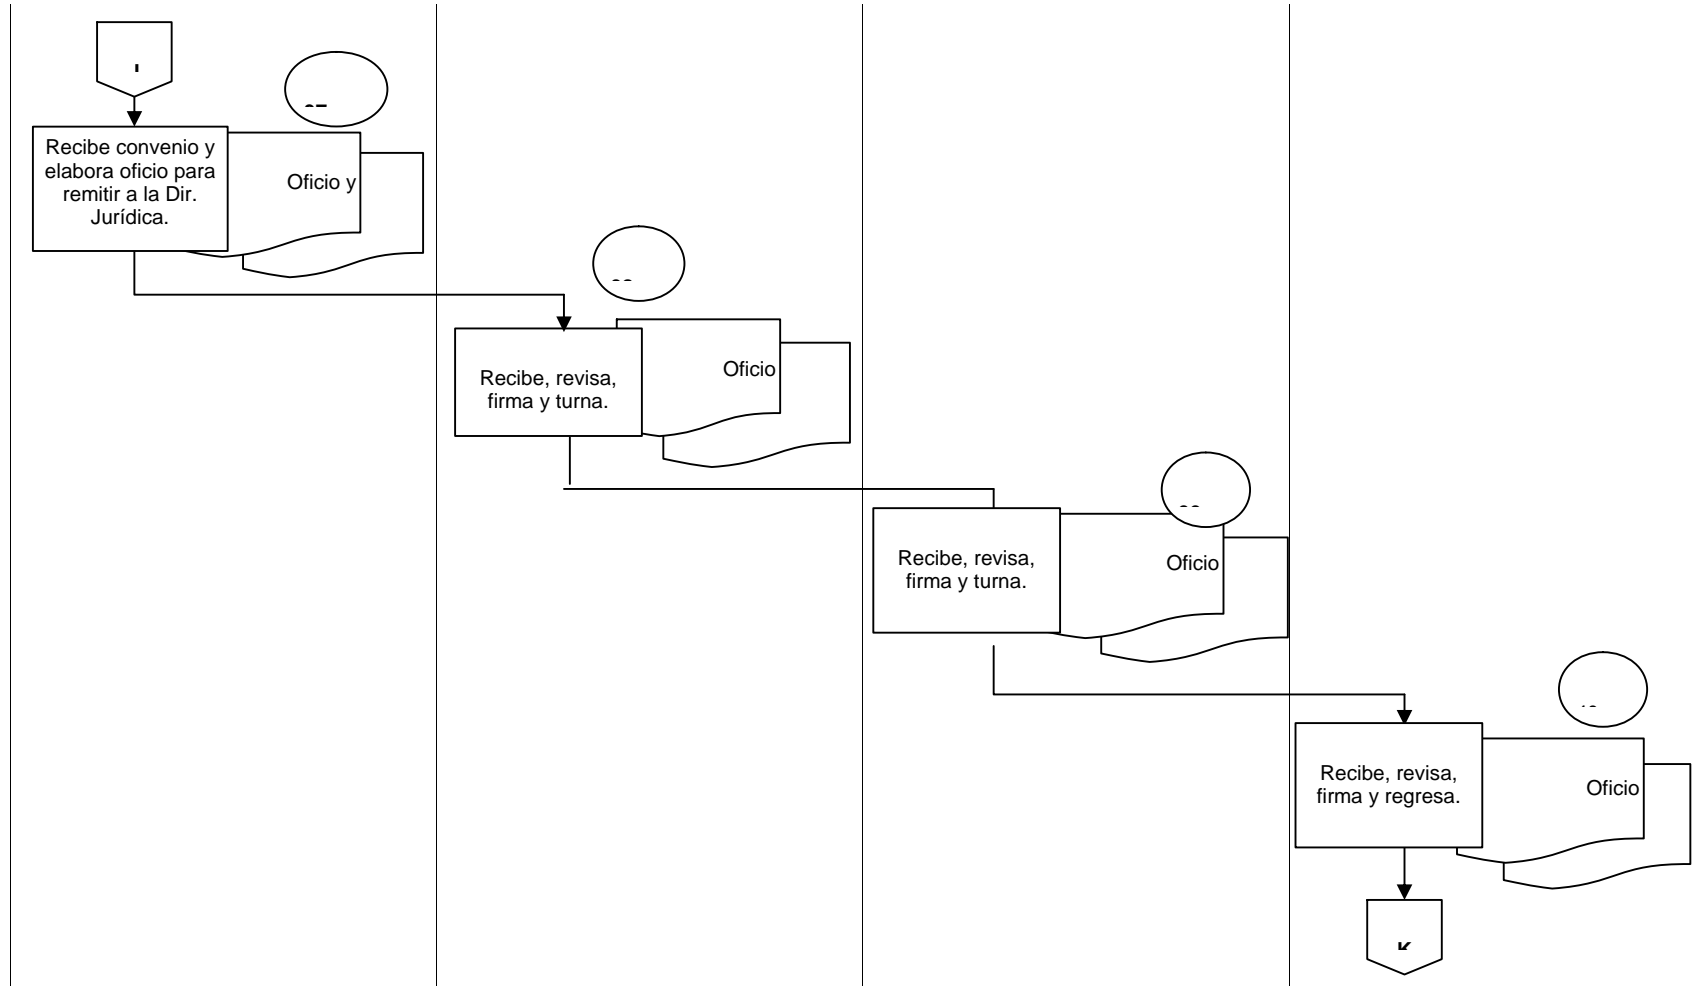 Recibe convenio y
elabora oficio para
remitir a la Dir.
Jurídica.
Oficio y
Recibe, revisa,
firma y turna.
Oficio
Recibe, revisa,
firma y turna.
Oficio
Recibe, revisa,
firma y regresa.
Oficio
K